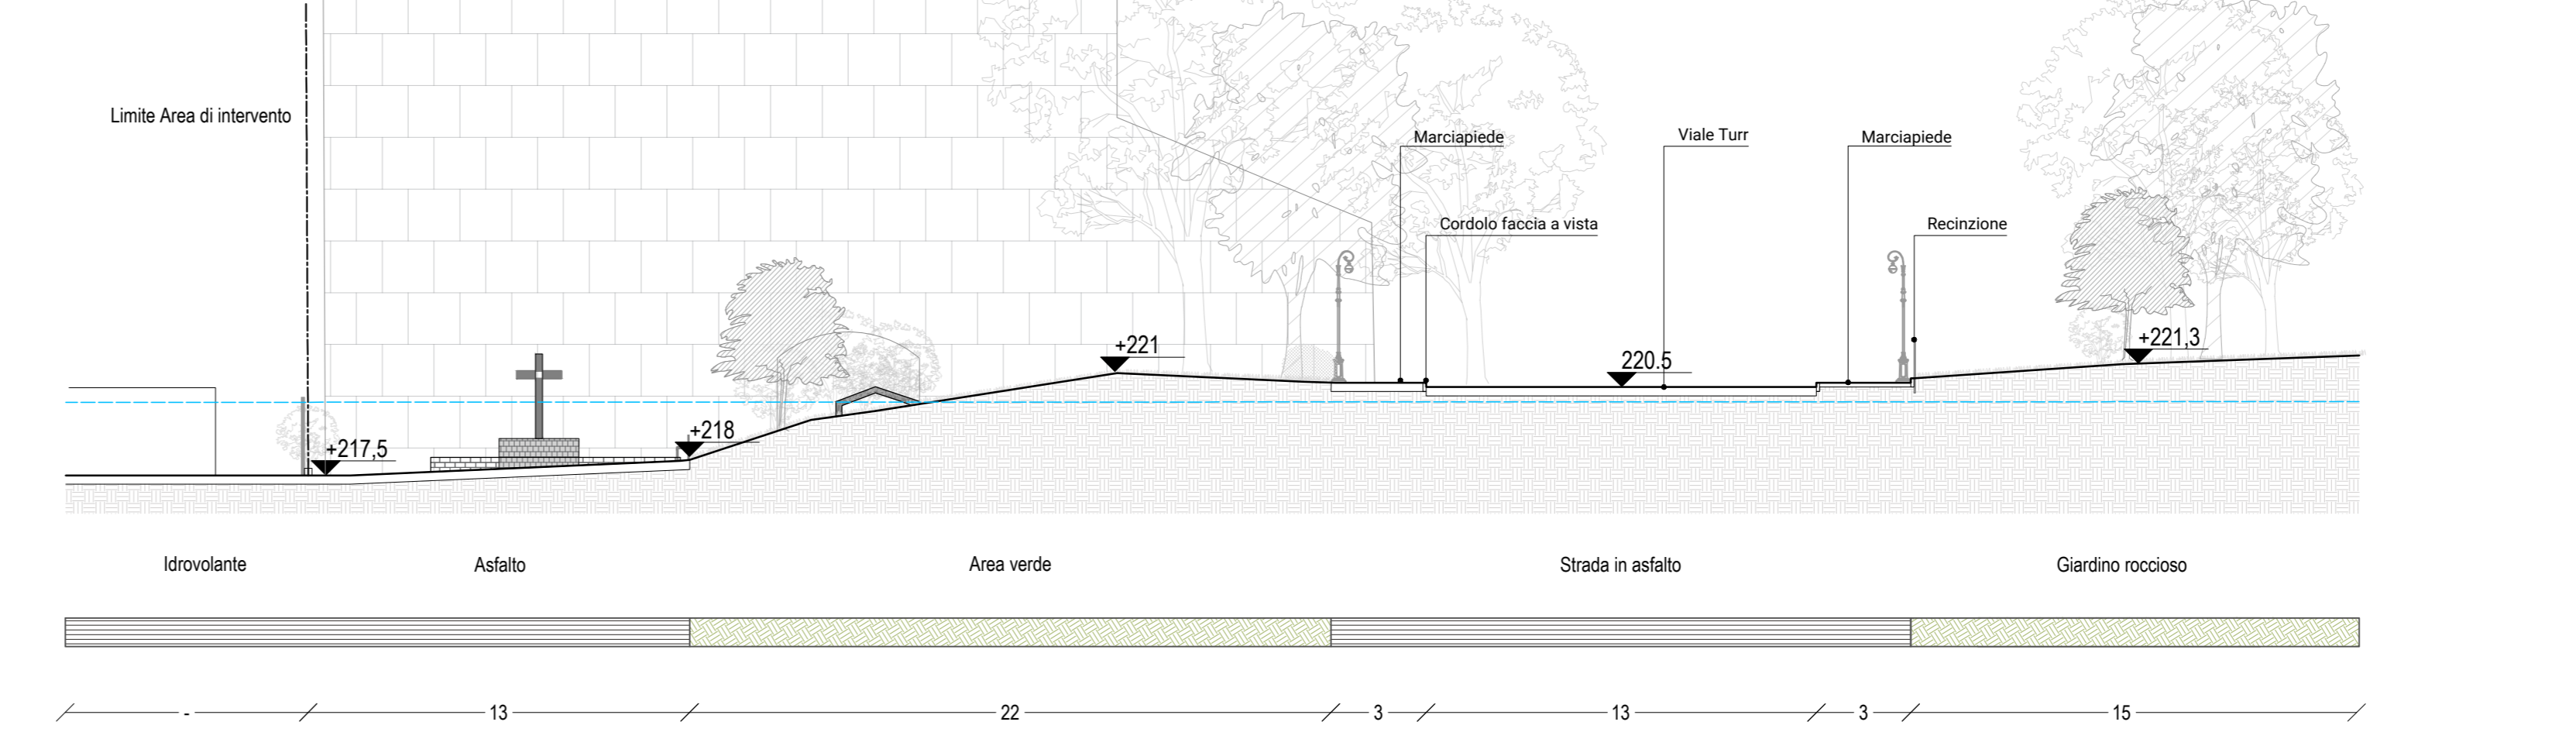 Limite Area di intervento
Marciapiede
Viale Turr
Marciapiede
Cordolo faccia a vista
Recinzione
+221
220.5
+221,3
+218
+217,5
Idrovolante
Asfalto
Area verde
Strada in asfalto
Giardino roccioso
-
13
22
3
13
3
15